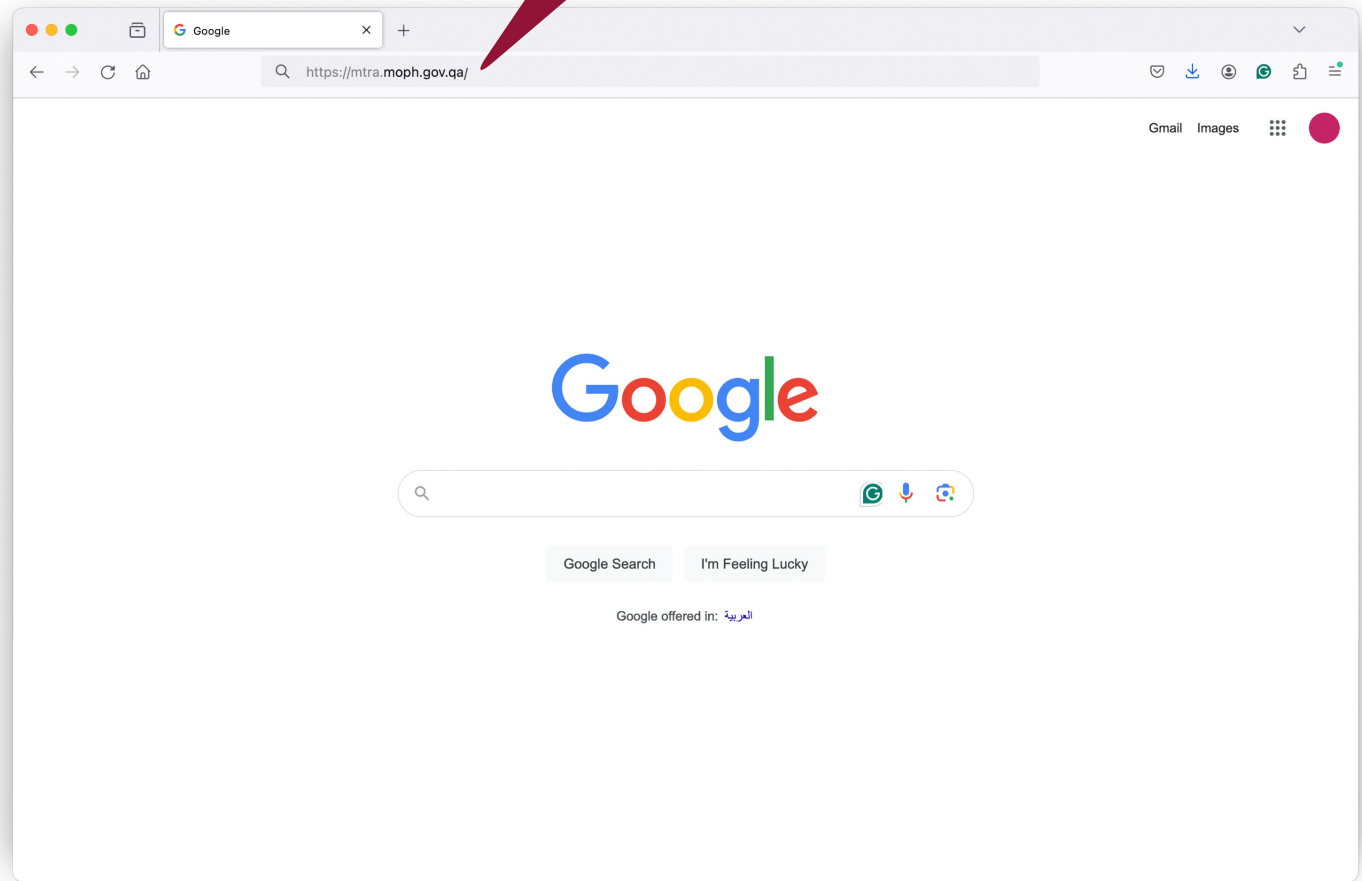 Google
https://mtra.moph.gov.qa/
Gmail Images
Google
Google Search I'm Feeling Lucky
Google offered in: العربية